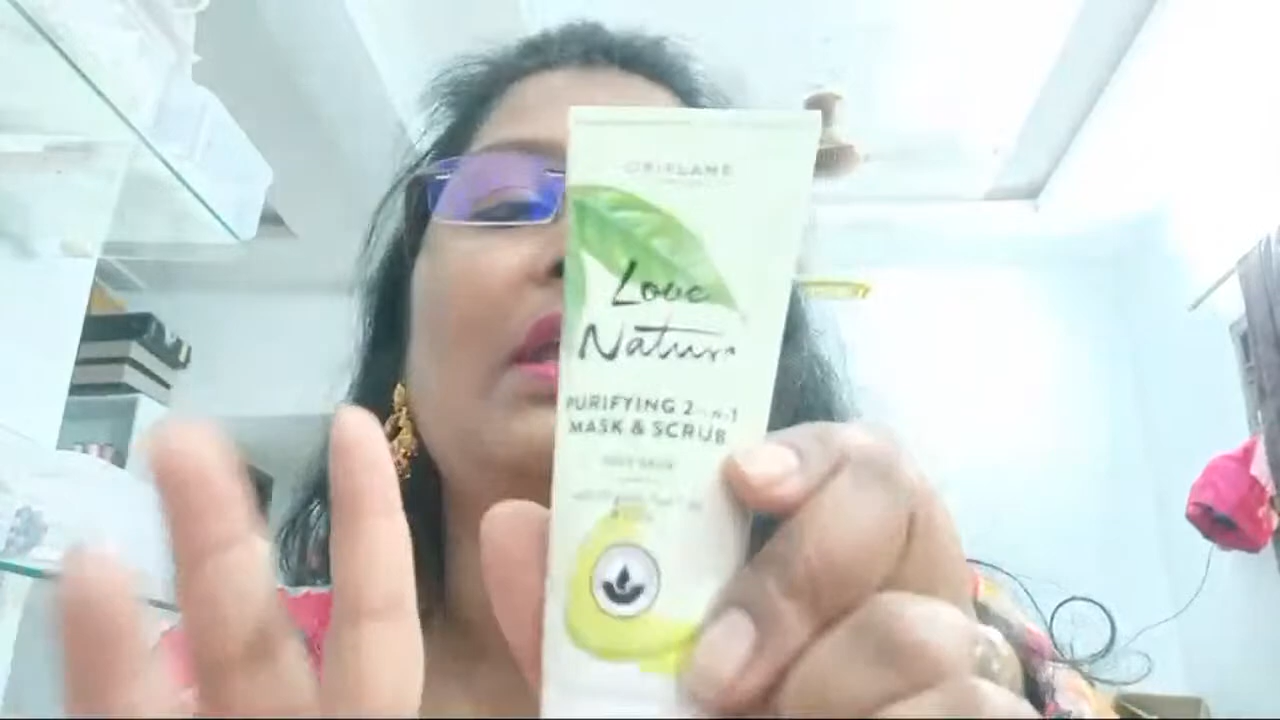 ORIFLAME
Love
Nature
PURIFYING 2-IN-1
MASK & SCRUB